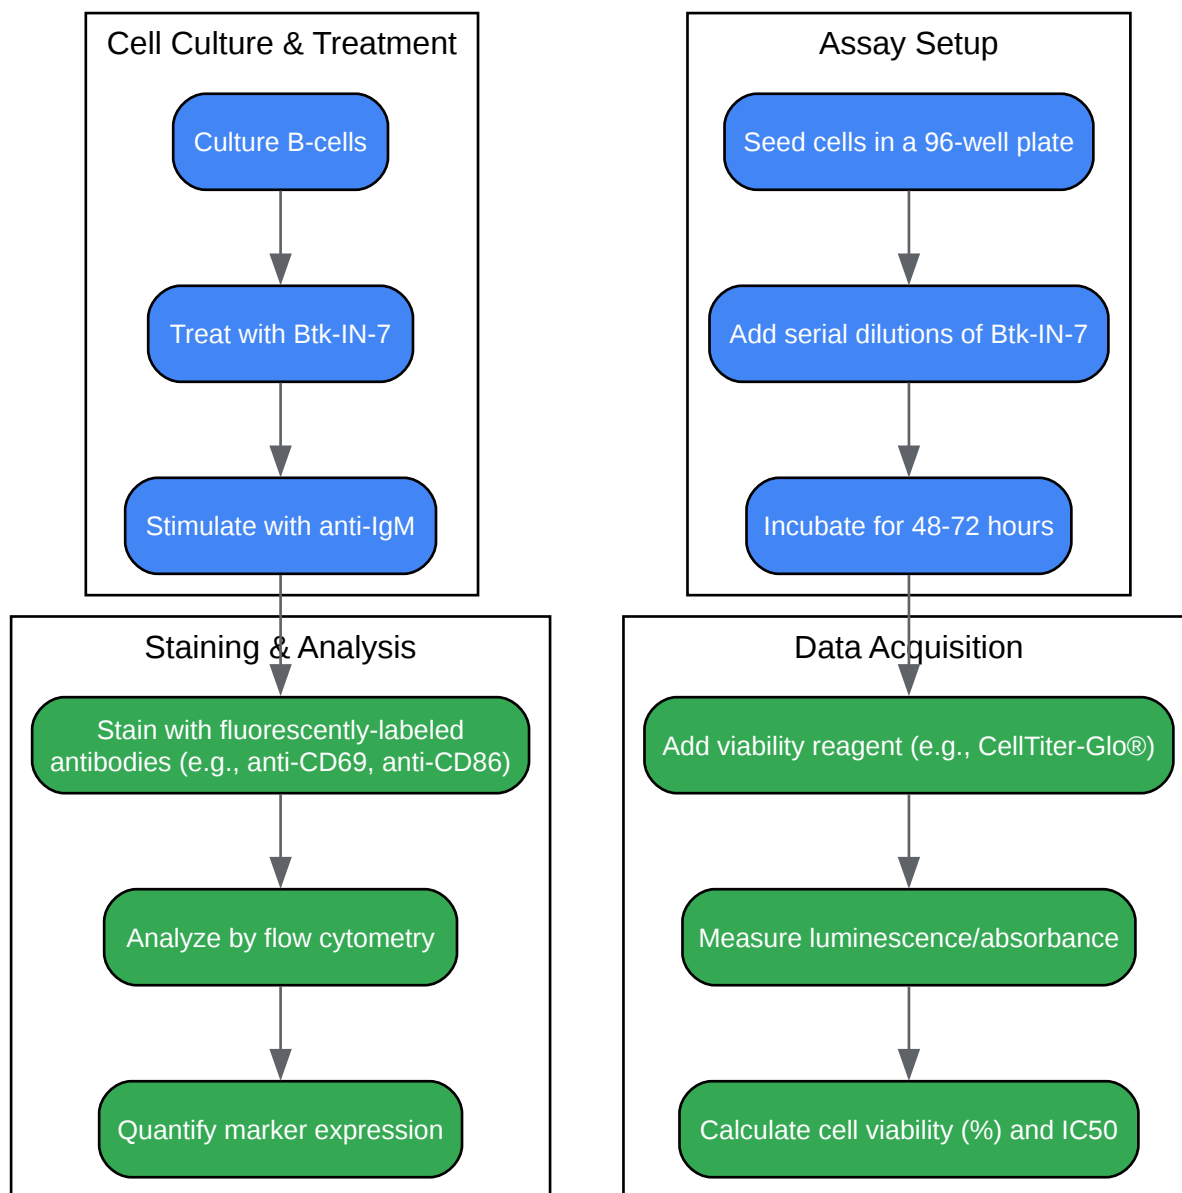 Cell Culture & Treatment
Culture B-cells
Treat with Btk-IN-7
Stimulate with anti-IgM
Staining & Analysis
Stain with fluorescently-labeled
antibodies (e.g., anti-CD69, anti-CD86)
Analyze by flow cytometry
Quantify marker expression
Assay Setup
Seed cells in a 96-well plate
Add serial dilutions of Btk-IN-7
Incubate for 48-72 hours
Data Acquisition
Add viability reagent (e.g., CellTiter-Glo®)
Measure luminescence/absorbance
Calculate cell viability (%) and IC50